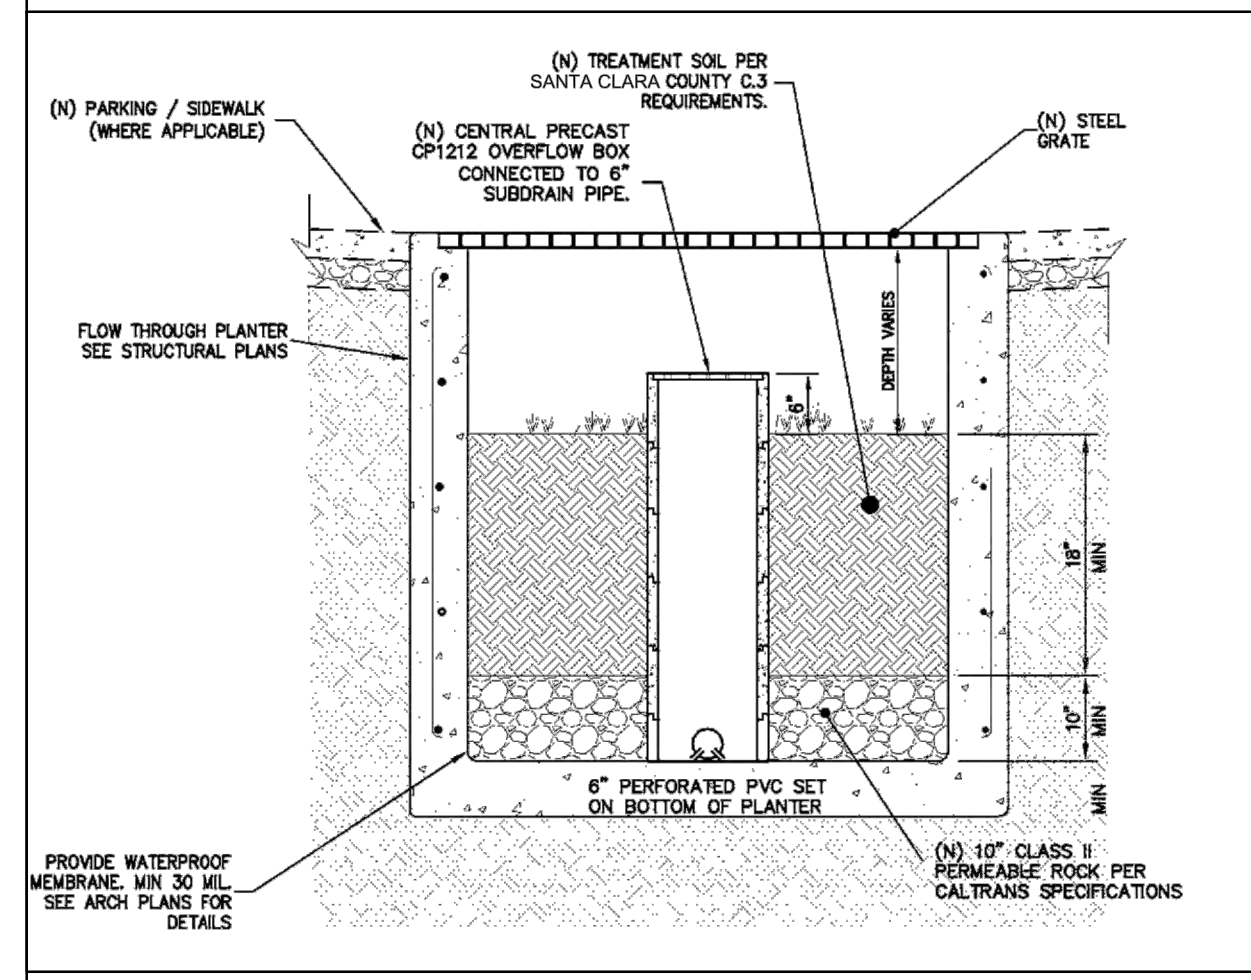 (N) TREATMENT SOIL PER
SANTA CLARA COUNTY C.3
REQUIREMENTS.
(N) PARKING / SIDEWALK
(WHERE APPLICABLE)
(N) CENTRAL PRECAST
CP1212 OVERFLOW BOX
CONNECTED TO 6"
SUBDRAIN PIPE.
(N) STEEL
GRATE
FLOW THROUGH PLANTER
SEE STRUCTURAL PLANS
DEPTH VARIES
6"
18"
MIN
10"
MIN
MIN
6" PERFORATED PVC SET
ON BOTTOM OF PLANTER
PROVIDE WATERPROOF
MEMBRANE. MIN 30 MIL.
SEE ARCH PLANS FOR
DETAILS
(N) 10" CLASS II
PERMEABLE ROCK PER
CALTRANS SPECIFICATIONS